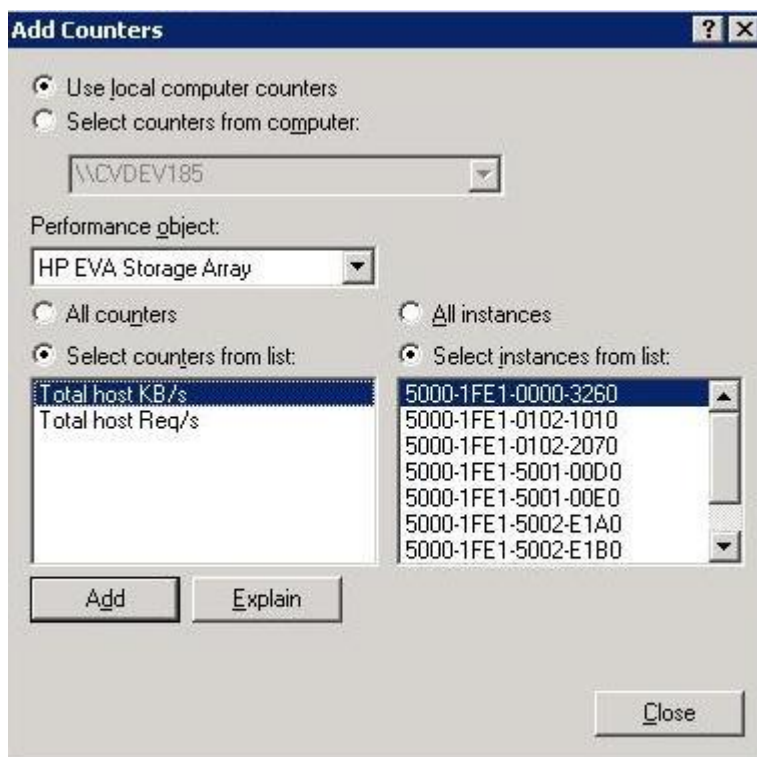 Add Counters
Use local computer counters
Select counters from computer:
\\CVDEV185
Performance object:
HP EVA Storage Array
All counters
All instances
Select counters from list:
Select instances from list:
Total host KB/s
Total host Req/s
5000-1FE1-0000-3260
5000-1FE1-0102-1010
5000-1FE1-0102-2070
5000-1FE1-5001-00D0
5000-1FE1-5001-00E0
5000-1FE1-5002-E1A0
5000-1FE1-5002-E1B0
Add
Explain
Close